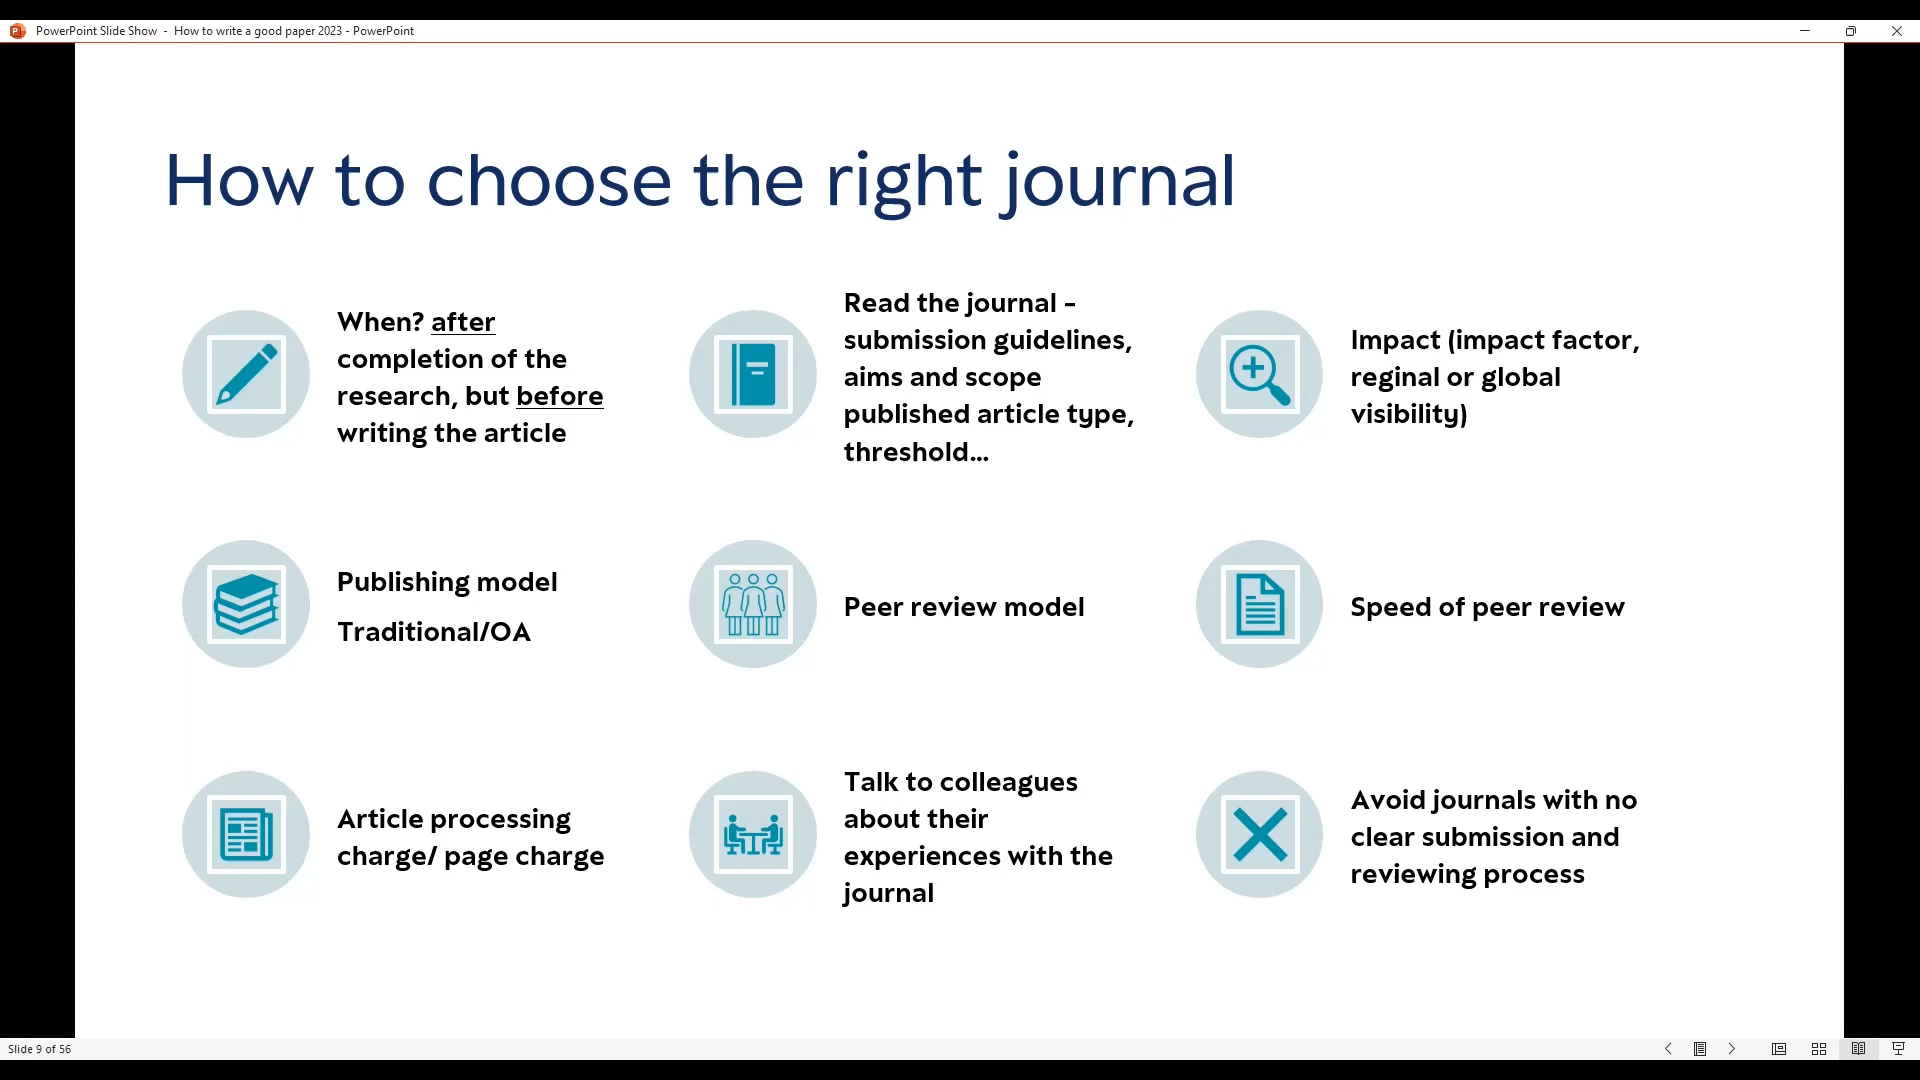 PowerPoint Slide Show - How to write a good paper 2023 - PowerPoint
How to choose the right journal
When? after
completion of the
research, but before
writing the article
Read the journal -
submission guidelines,
aims and scope
published article type,
threshold...
Impact (impact factor,
reginal or global
visibility)
Publishing model
Traditional/OA
Peer review model
Speed of peer review
Article processing
charge/ page charge
Talk to colleagues
about their
experiences with the
journal
Avoid journals with no
clear submission and
reviewing process
Slide 9 of 56